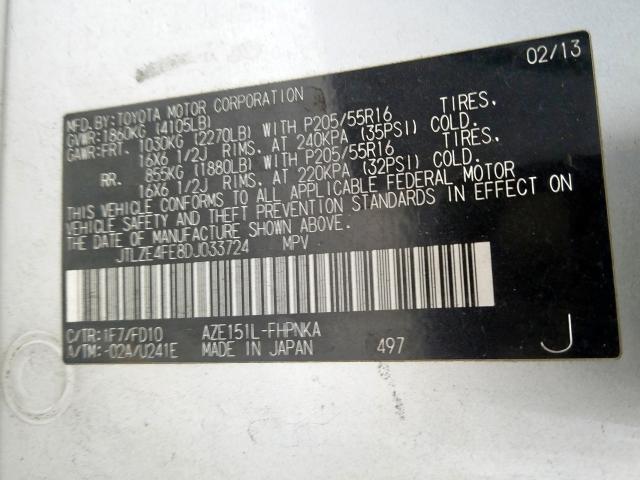 02/13
MFD. BY: TOYOTA MOTOR CORPORATION
GVWR: 1860KG (4105LB)
GAWR: FRT. 1030KG (2270LB) WITH P205/55R16 TIRES,
16X6 1/2J RIMS, AT 240KPA (35PSI) COLD.
RR. 855KG (1880LB) WITH P205/55R16 TIRES,
16X6 1/2J RIMS, AT 220KPA (32PSI) COLD.
THIS VEHICLE CONFORMS TO ALL APPLICABLE FEDERAL MOTOR
VEHICLE SAFETY AND THEFT PREVENTION STANDARDS IN EFFECT ON
THE DATE OF MANUFACTURE SHOWN ABOVE.
JTLZE4FE8DJ033724 MPV
C/TR: 1F7/FD10 AZE151L-FHPNKA
A/TM: -02A/U241E MADE IN JAPAN 497 J